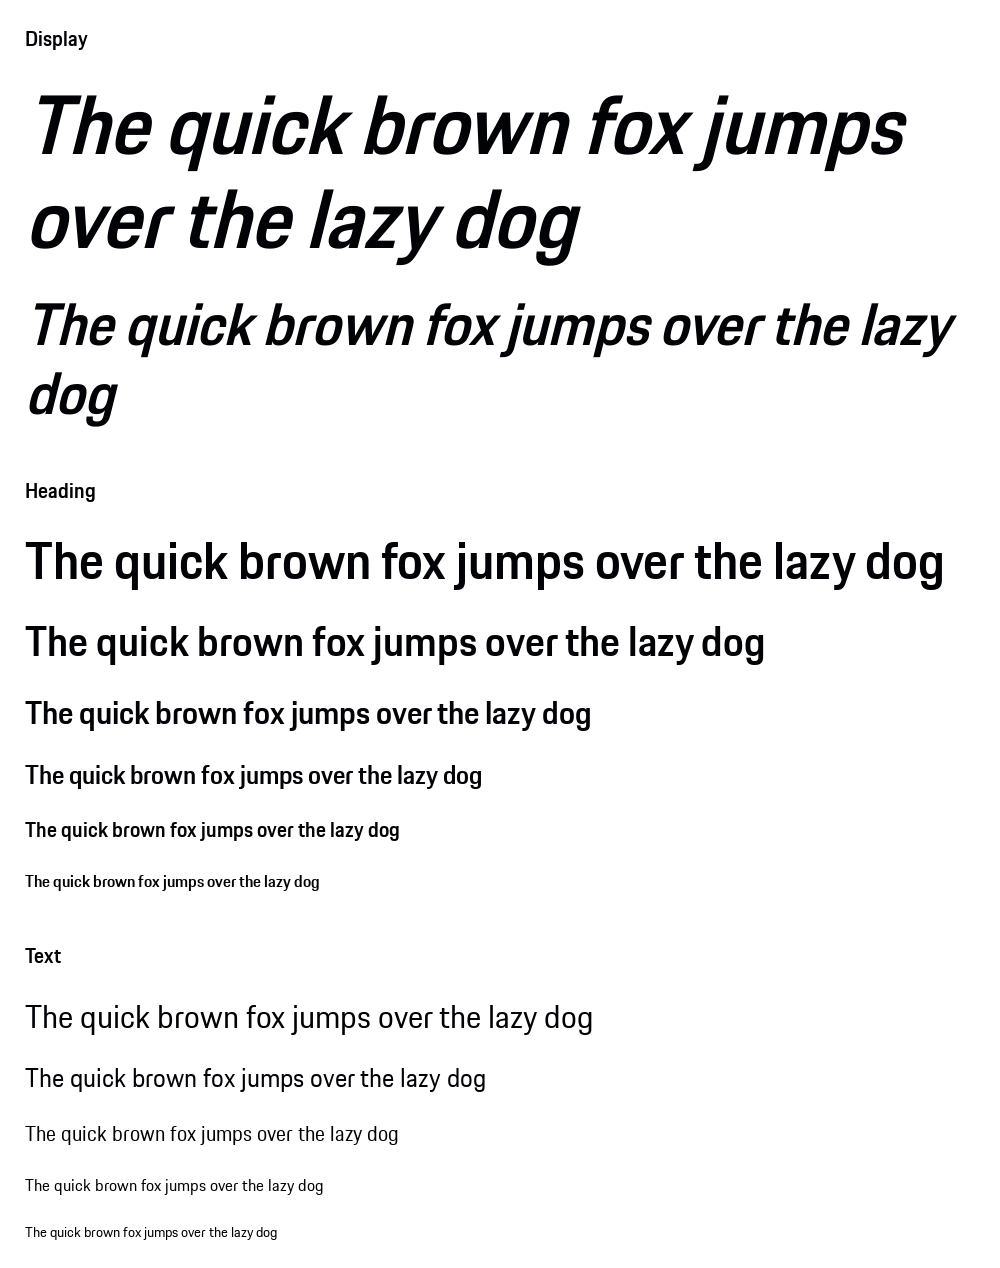 Display
The quick brown fox jumps
over the lazy dog
The quick brown fox jumps over the lazy
dog
Heading
The quick brown fox jumps over the lazy dog
The quick brown fox jumps over the lazy dog
The quick brown fox jumps over the lazy dog
The quick brown fox jumps over the lazy dog
The quick brown fox jumps over the lazy dog
The quick brown fox jumps over the lazy dog
Text
The quick brown fox jumps over the lazy dog
The quick brown fox jumps over the lazy dog
The quick brown fox jumps over the lazy dog
The quick brown fox jumps over the lazy dog
The quick brown fox jumps over the lazy dog